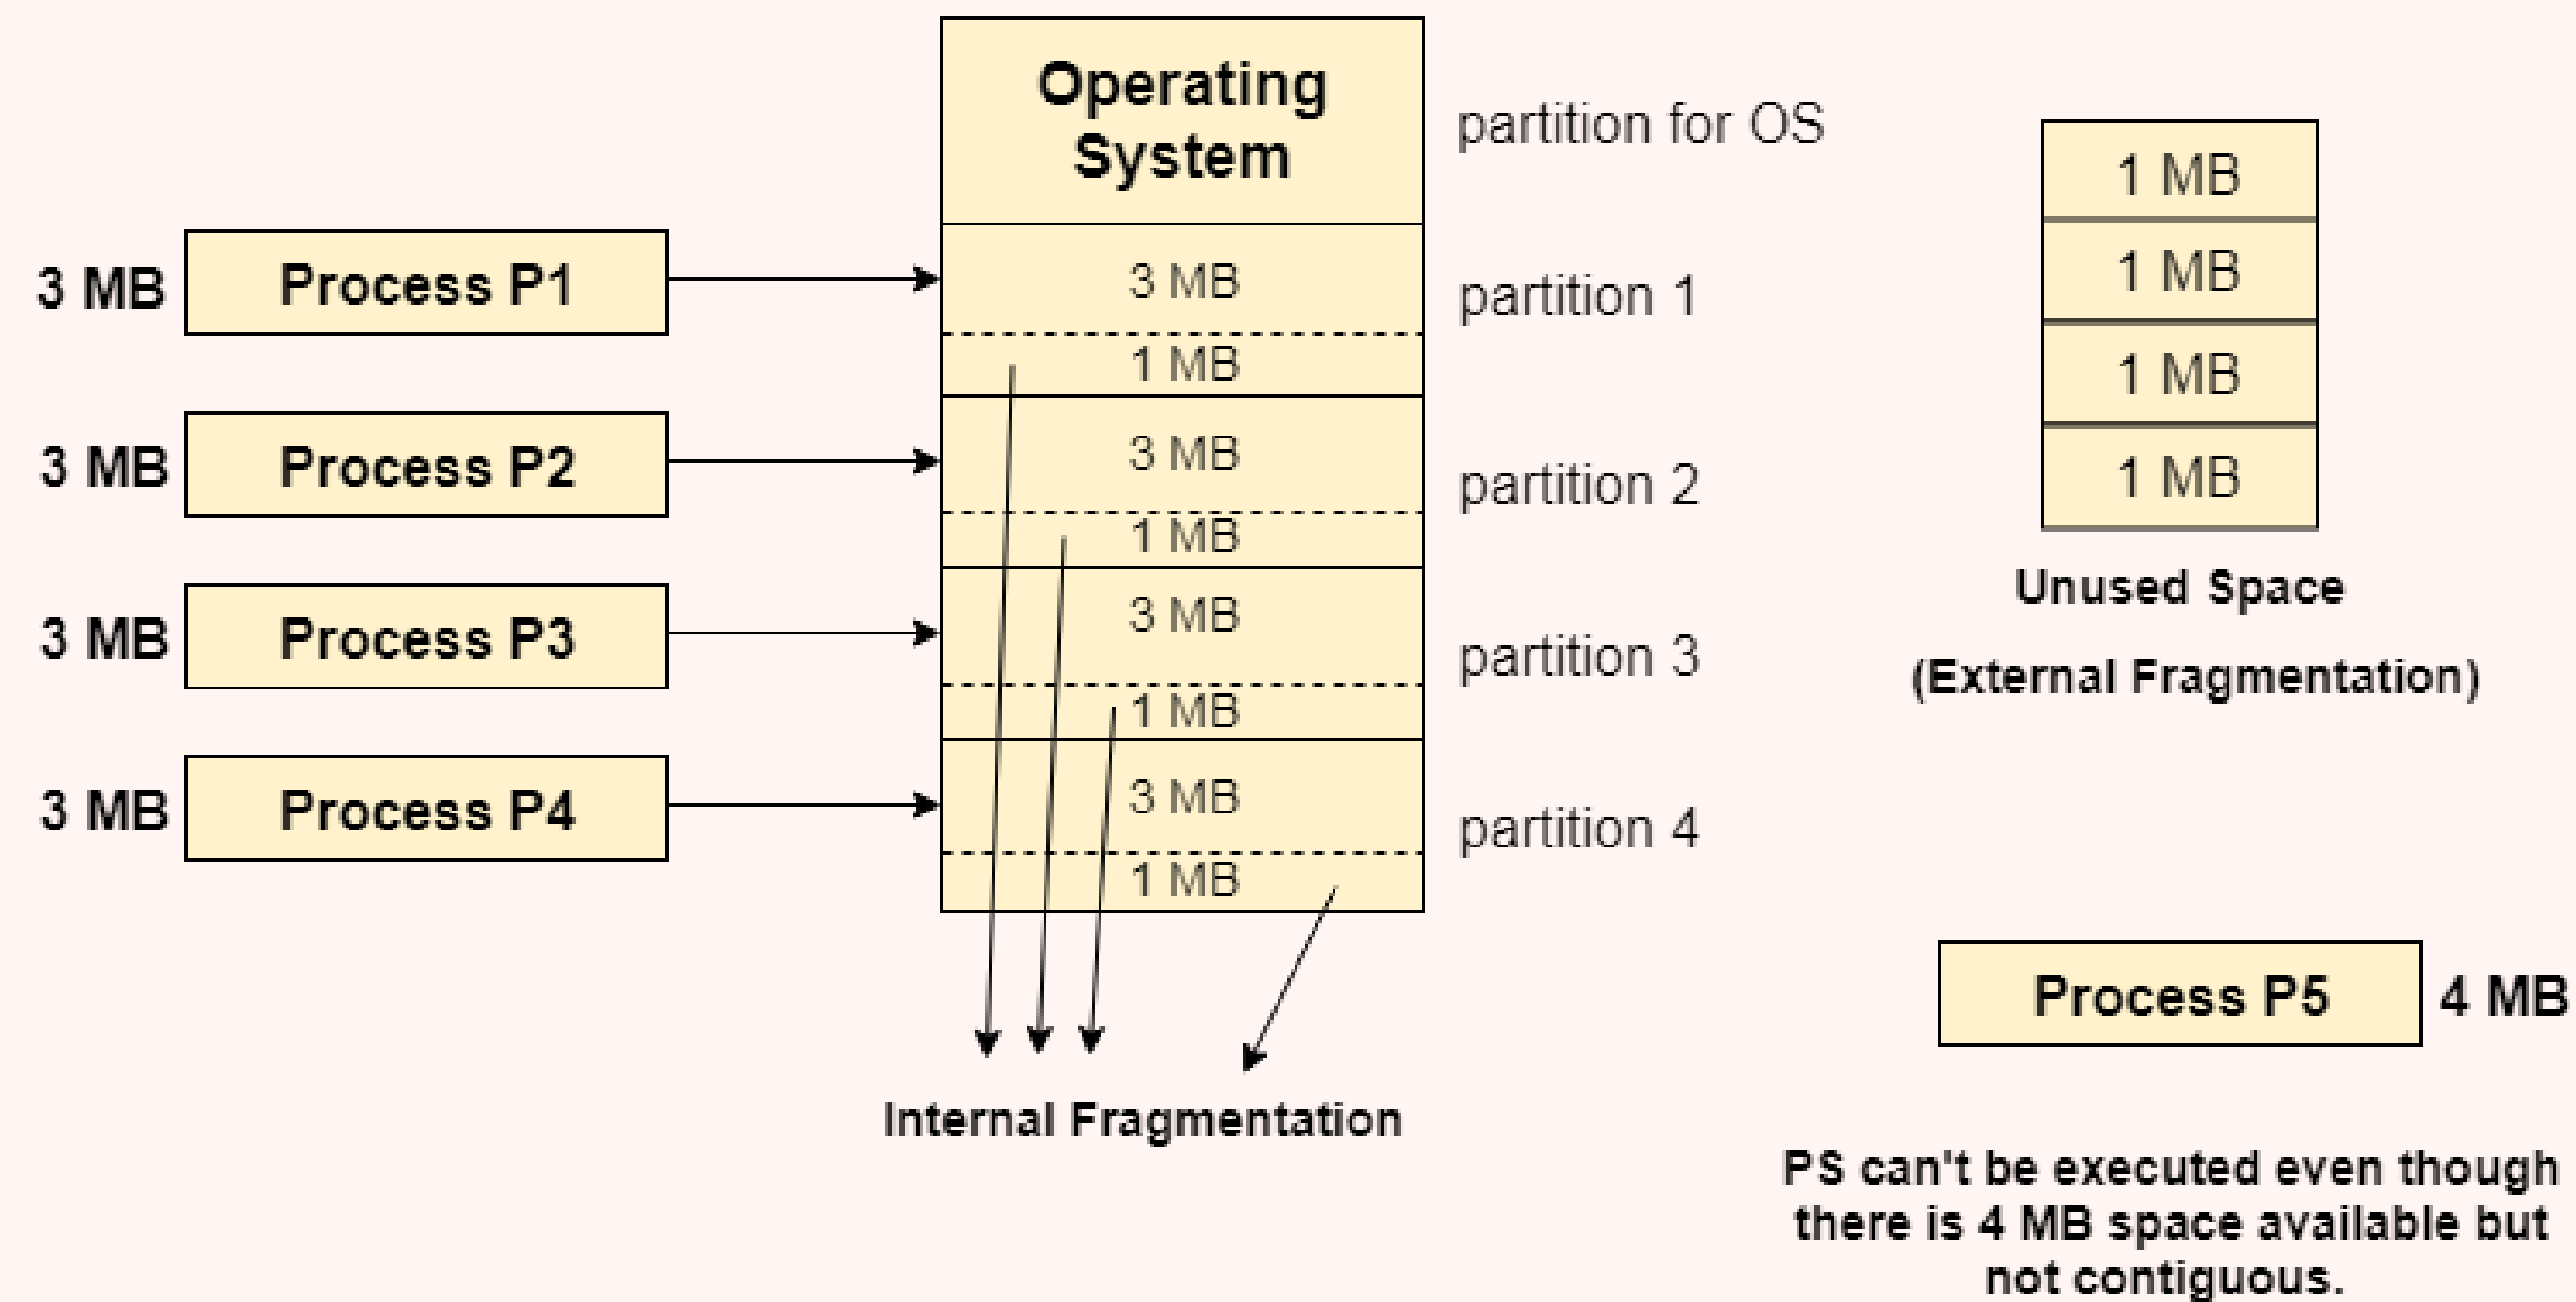 Operating
System
partition for OS
3 MB
Process P1
3 MB
1 MB
partition 1
3 MB
Process P2
3 MB
1 MB
partition 2
3 MB
Process P3
3 MB
1 MB
partition 3
3 MB
Process P4
3 MB
1 MB
partition 4
Internal Fragmentation
1 MB
1 MB
1 MB
1 MB
Unused Space
(External Fragmentation)
Process P5
4 MB
PS can't be executed even though
there is 4 MB space available but
not contiguous.